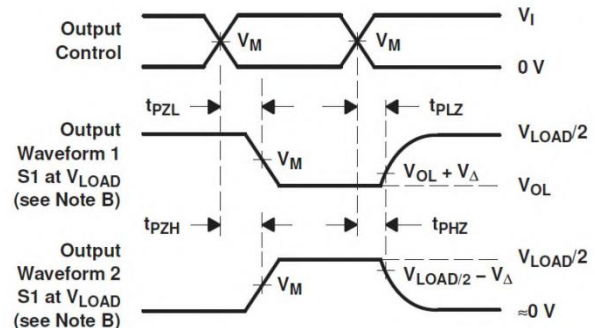 Output
Control
V_I
V_M
V_M
0 V
t_PZL
t_PLZ
Output
Waveform 1
S1 at V_LOAD
(see Note B)
V_LOAD/2
V_M
V_OL + V_Δ
V_OL
t_PZH
t_PHZ
Output
Waveform 2
S1 at V_LOAD
(see Note B)
V_LOAD/2
V_M
V_LOAD/2 − V_Δ
≈0 V